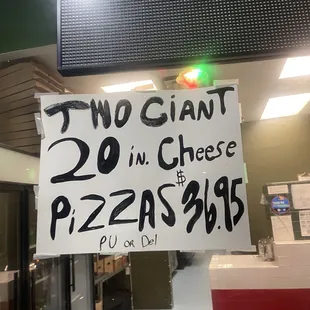 TWO GIANT
20 IN. Cheese
PIZZAS $36.95
PU OR Del